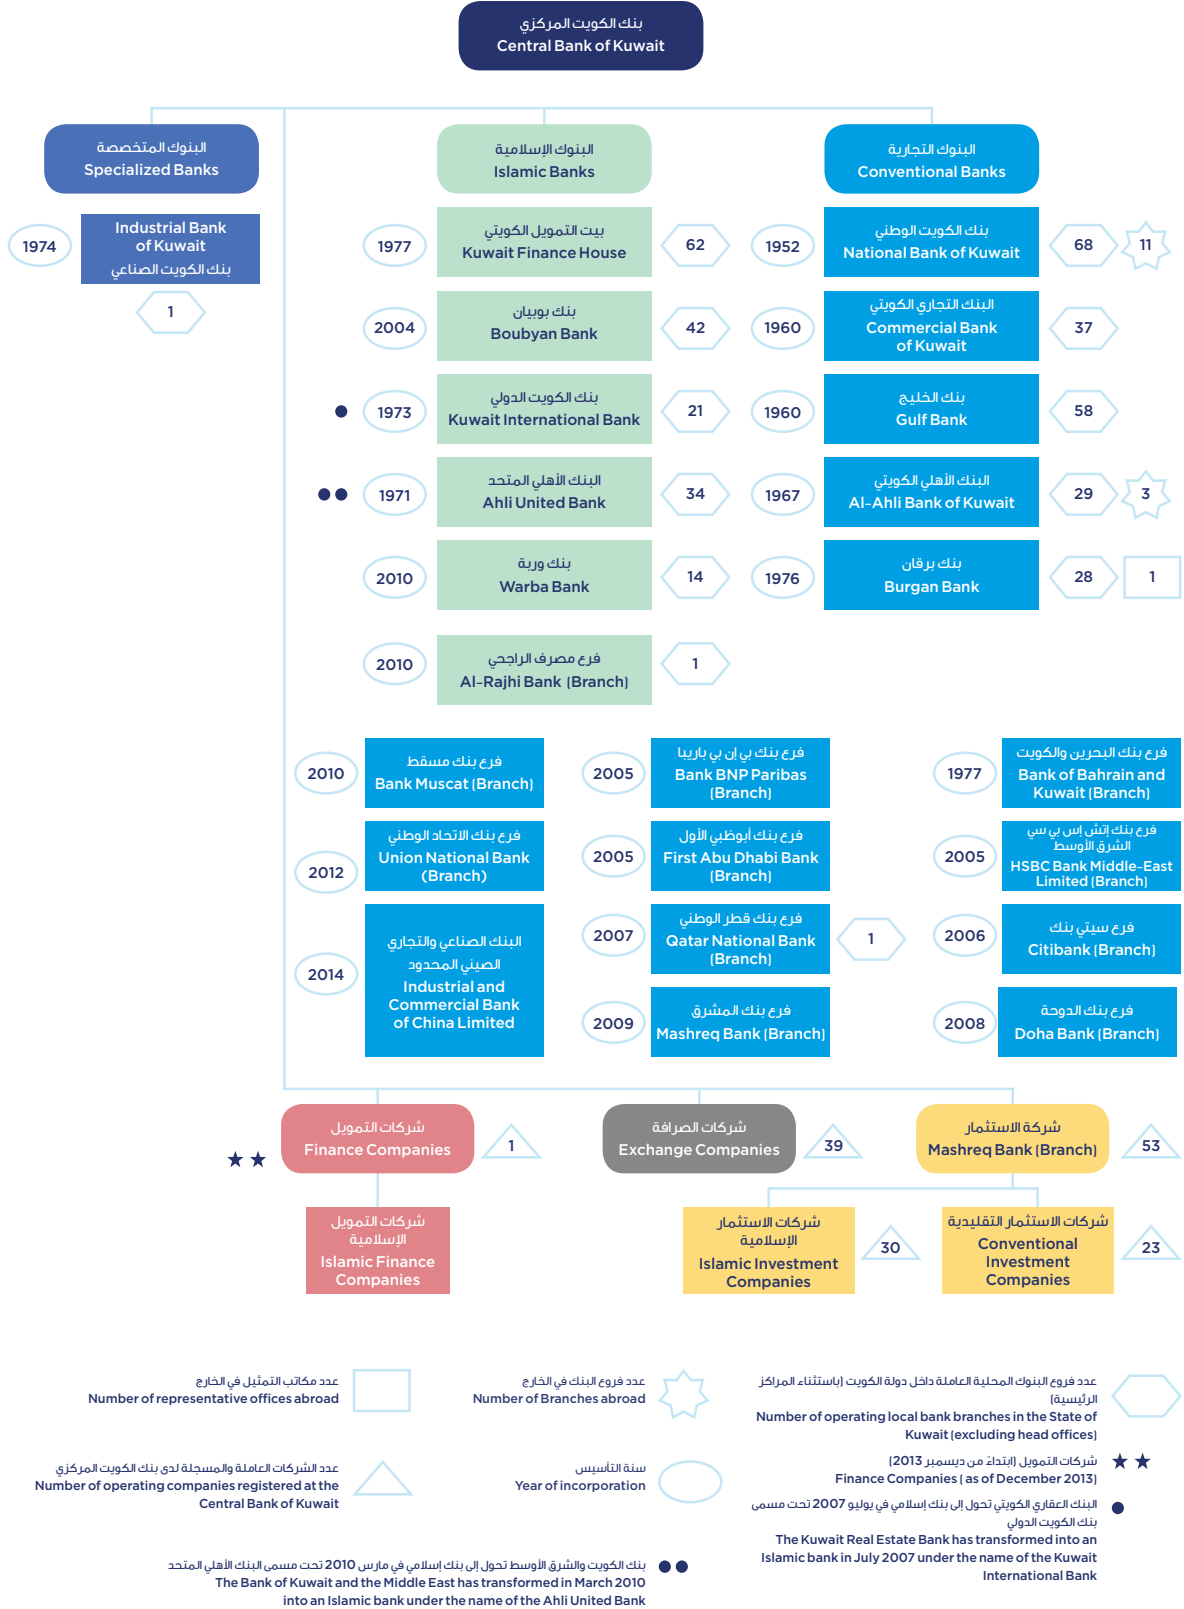 بنك الكويت المركزي
Central Bank of Kuwait
البنوك المتخصصة
Specialized Banks
البنوك الإسلامية
Islamic Banks
البنوك التجارية
Conventional Banks
1974
Industrial Bank
of Kuwait
بنك الكويت الصناعي
1
1977
بيت التمويل الكويتي
Kuwait Finance House
62
1952
بنك الكويت الوطني
National Bank of Kuwait
68
11
2004
بنك بوبيان
Boubyan Bank
42
1960
البنك التجاري الكويتي
Commercial Bank
of Kuwait
37
1973
بنك الكويت الدولي
Kuwait International Bank
21
1960
بنك الخليج
Gulf Bank
58
1971
البنك الأهلي المتحد
Ahli United Bank
34
1967
البنك الأهلي الكويتي
Al-Ahli Bank of Kuwait
29
3
2010
بنك وربة
Warba Bank
14
1976
بنك برقان
Burgan Bank
28
1
2010
فرع مصرف الراجحي
Al-Rajhi Bank (Branch)
1
2010
فرع بنك مسقط
Bank Muscat (Branch)
2005
فرع بنك بي إن بي باريبا
Bank BNP Paribas
(Branch)
1977
فرع بنك البحرين والكويت
Bank of Bahrain and
Kuwait (Branch)
2012
فرع بنك الاتحاد الوطني
Union National Bank
(Branch)
2005
فرع بنك أبوظبي الأول
First Abu Dhabi Bank
(Branch)
2005
فرع بنك إتش إس بي سي
الشرق الأوسط
HSBC Bank Middle-East
Limited (Branch)
2014
البنك الصناعي والتجاري
الصيني المحدود
Industrial and
Commercial Bank
of China Limited
2007
فرع بنك قطر الوطني
Qatar National Bank
(Branch)
1
2006
فرع سيتي بنك
Citibank (Branch)
2009
فرع بنك المشرق
Mashreq Bank (Branch)
2008
فرع بنك الدوحة
Doha Bank (Branch)
شركات التمويل
Finance Companies
1
شركات الصرافة
Exchange Companies
39
شركة الاستثمار
Mashreq Bank (Branch)
53
شركات التمويل
الإسلامية
Islamic Finance
Companies
شركات الاستثمار
الإسلامية
Islamic Investment
Companies
30
شركات الاستثمار التقليدية
Conventional
Investment
Companies
23
عدد مكاتب التمثيل في الخارج
Number of representative offices abroad
عدد فروع البنك في الخارج
Number of Branches abroad
عدد فروع البنوك المحلية العاملة داخل دولة الكويت (باستثناء المراكز
الرئيسية)
Number of operating local bank branches in the State of
Kuwait (excluding head offices)
عدد الشركات العاملة والمسجلة لدى بنك الكويت المركزي
Number of operating companies registered at the
Central Bank of Kuwait
سنة التأسيس
Year of incorporation
شركات التمويل (ابتداءً من ديسمبر 2013)
Finance Companies ( as of December 2013)
البنك العقاري الكويتي تحول إلى بنك إسلامي في يوليو 2007 تحت مسمى
بنك الكويت الدولي
The Kuwait Real Estate Bank has transformed into an
Islamic bank in July 2007 under the name of the Kuwait
International Bank
بنك الكويت والشرق الأوسط تحول إلى بنك إسلامي في مارس 2010 تحت مسمى البنك الأهلي المتحد
The Bank of Kuwait and the Middle East has transformed in March 2010
into an Islamic bank under the name of the Ahli United Bank